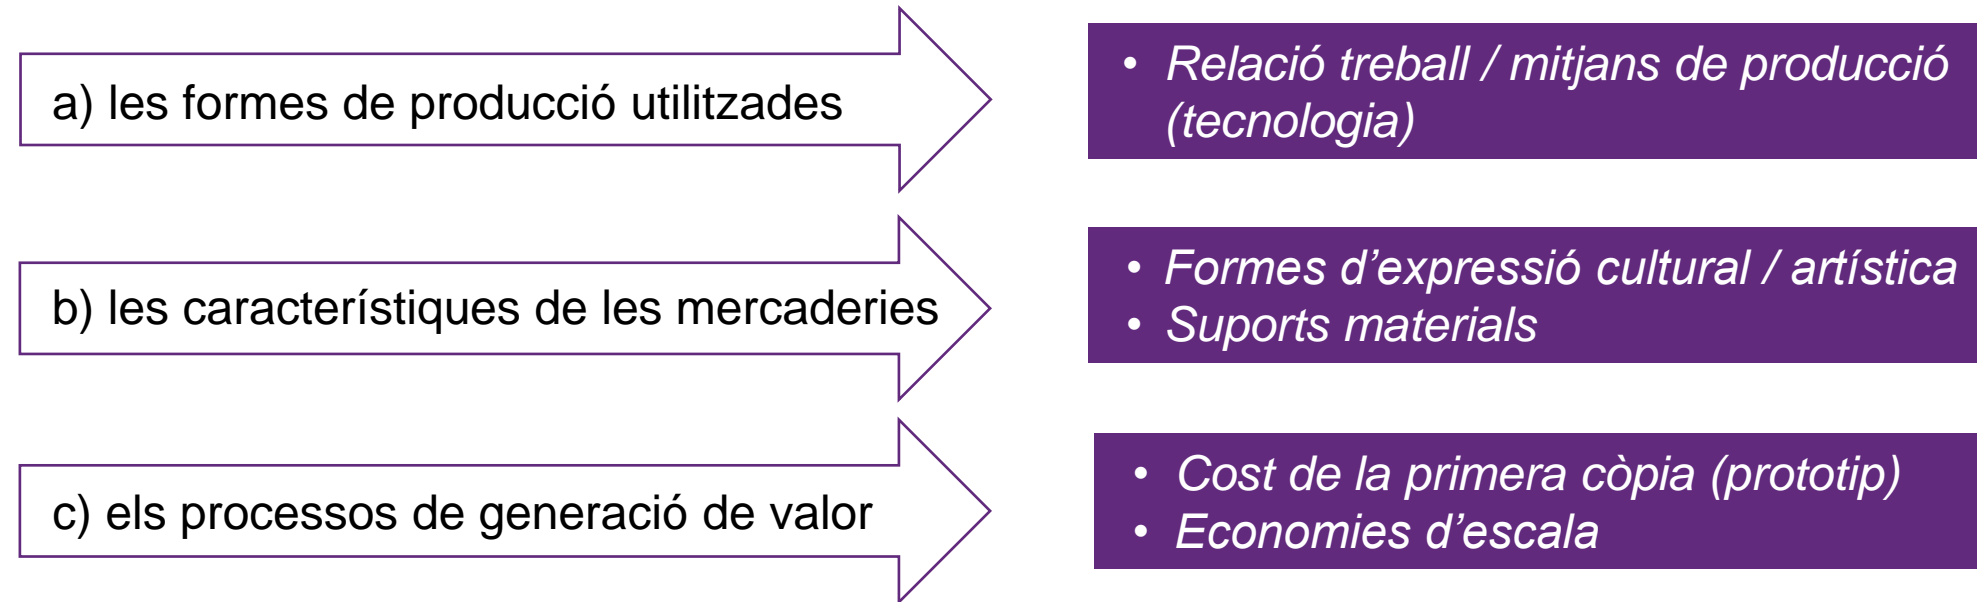 a) les formes de producció utilitzades
• Relació treball / mitjans de producció
(tecnologia)
b) les característiques de les mercaderies
• Formes d’expressió cultural / artística
• Suports materials
c) els processos de generació de valor
• Cost de la primera còpia (prototip)
• Economies d’escala